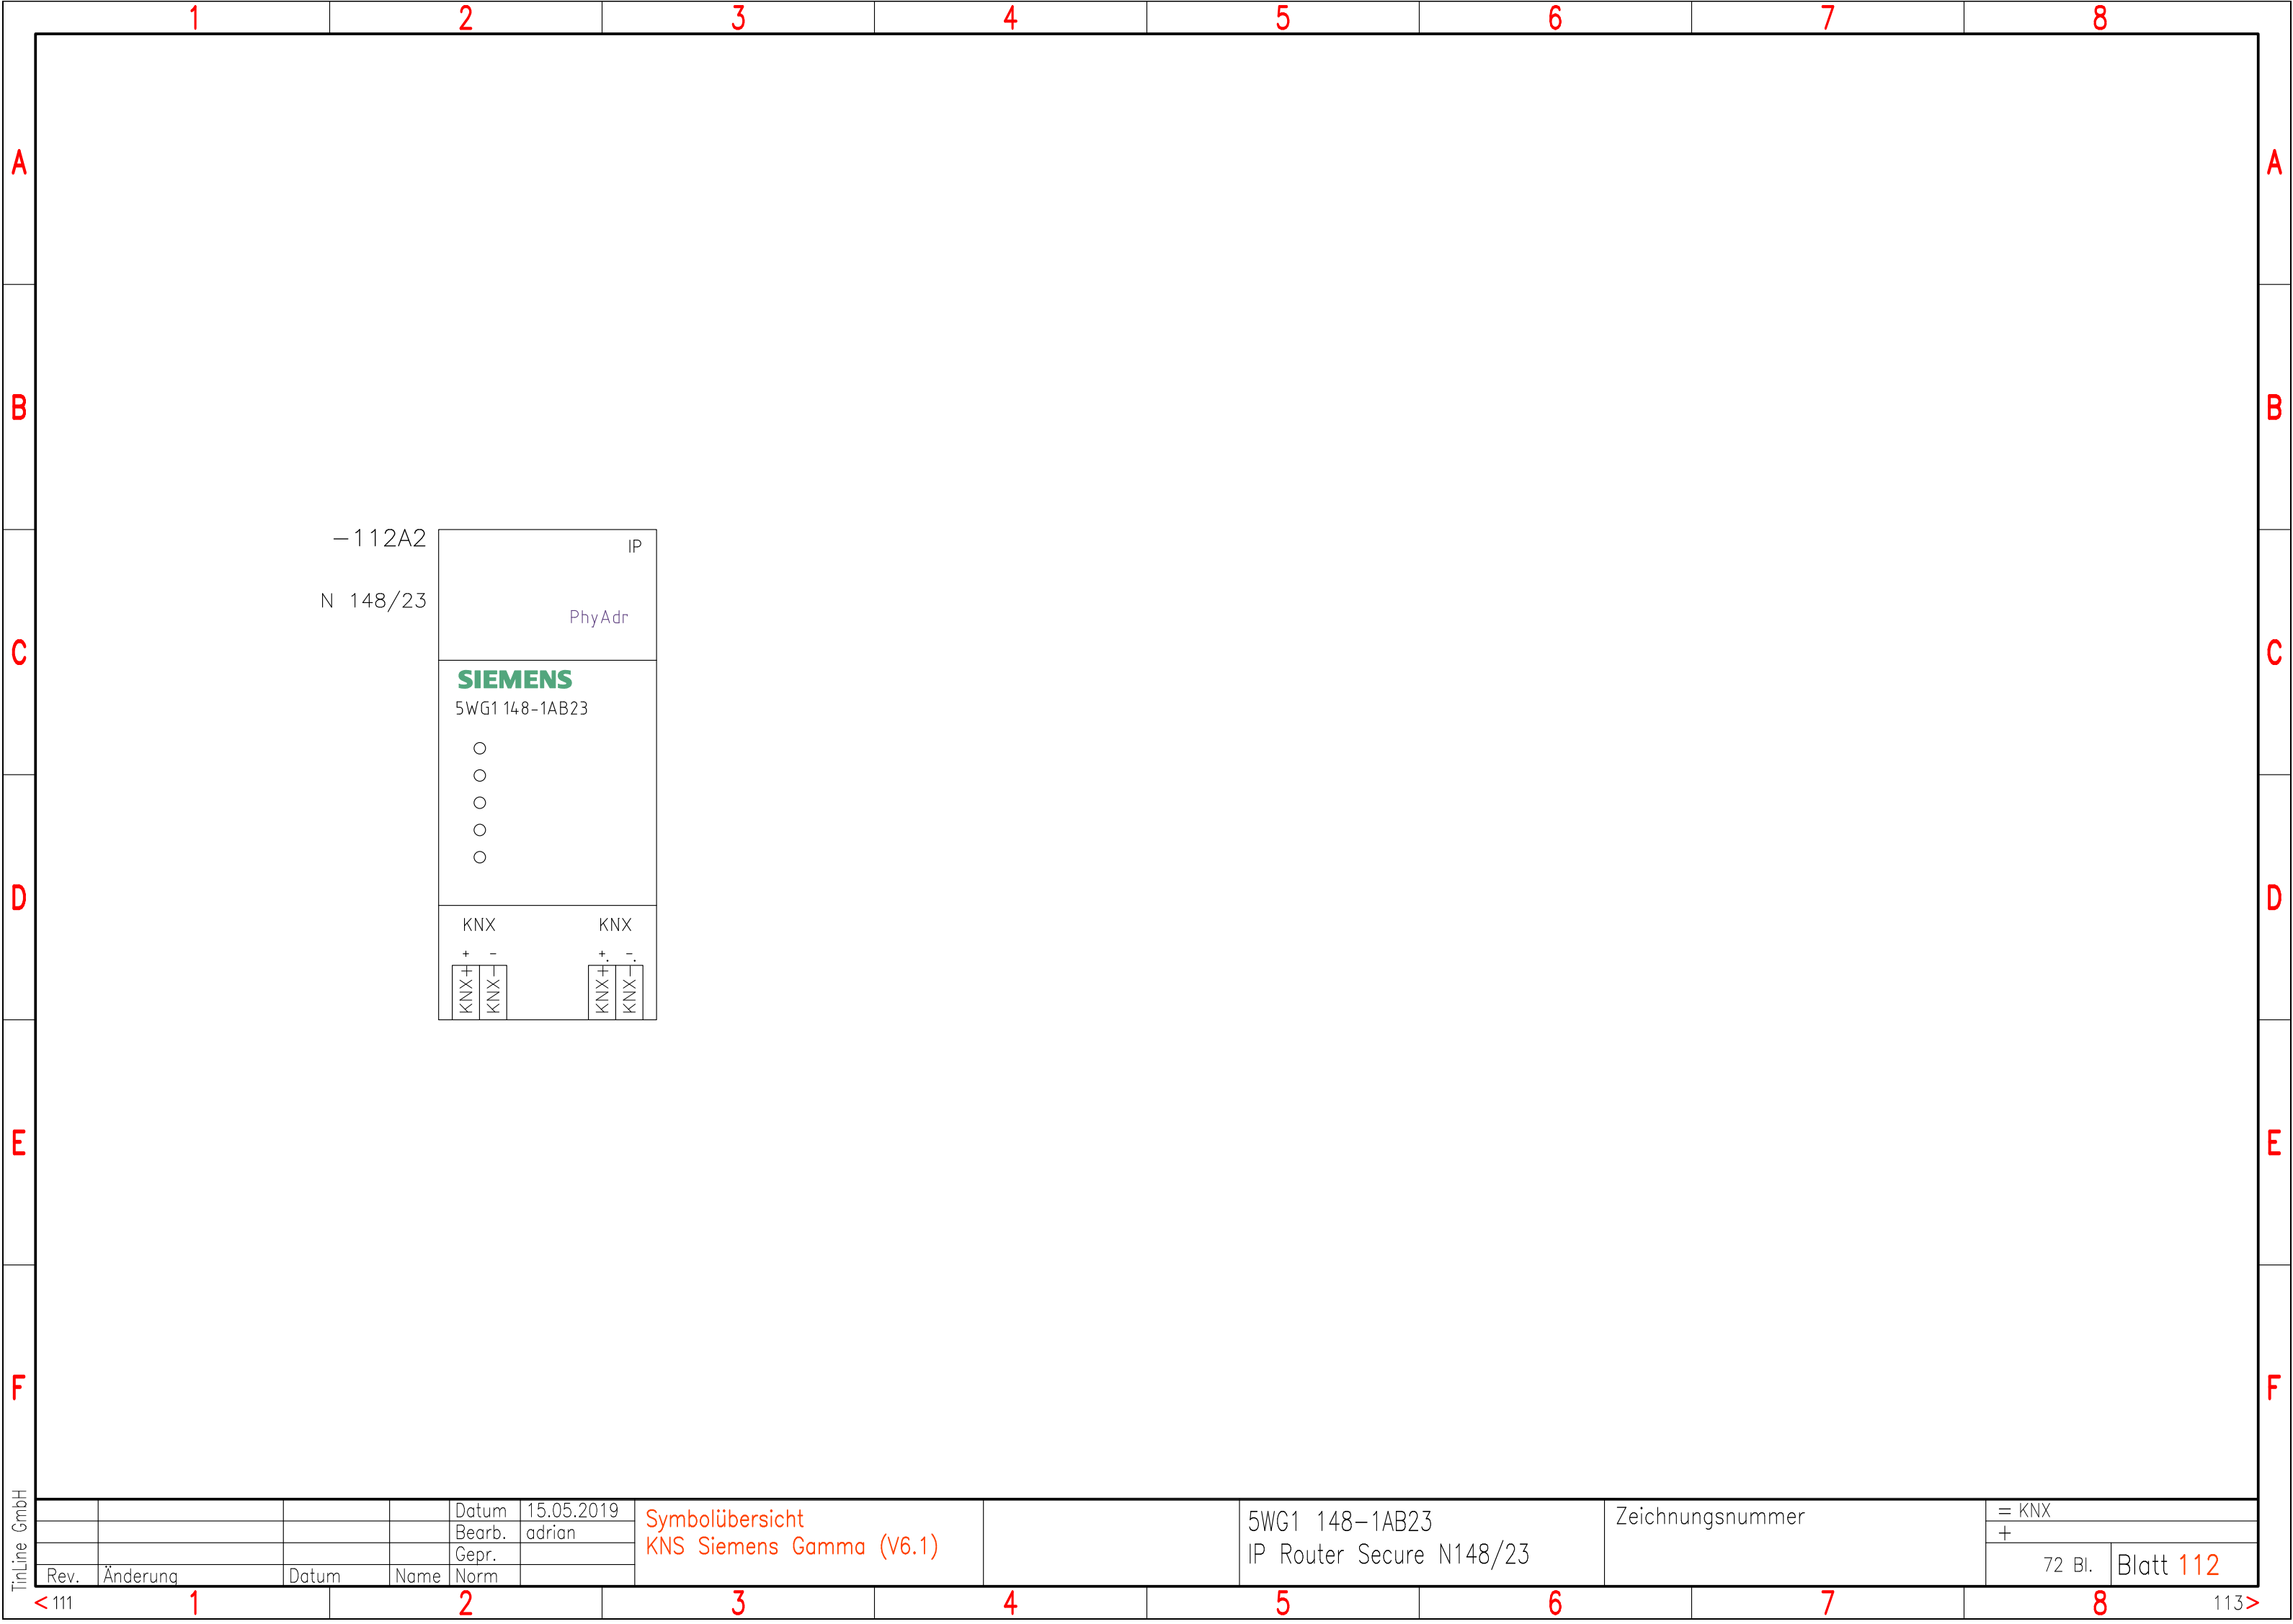 1 2 3 4 5 6 7 8
A A
B B
-112A2
IP
N 148/23
PhyAdr
C C
SIEMENS
5WG1 148-1AB23
D D
KNX KNX
+ - +. -.
KNX+ KNX- KNX+ KNX-
E E
F F
TinLine GmbH
Datum 15.05.2019
Bearb. adrian
Gepr.
Rev. Änderung Datum Name Norm
Symbolübersicht
KNS Siemens Gamma (V6.1)
5WG1 148-1AB23
IP Router Secure N148/23
Zeichnungsnummer
= KNX
+
72 Bl. Blatt 112
< 111 1 2 3 4 5 6 7 8 113 >